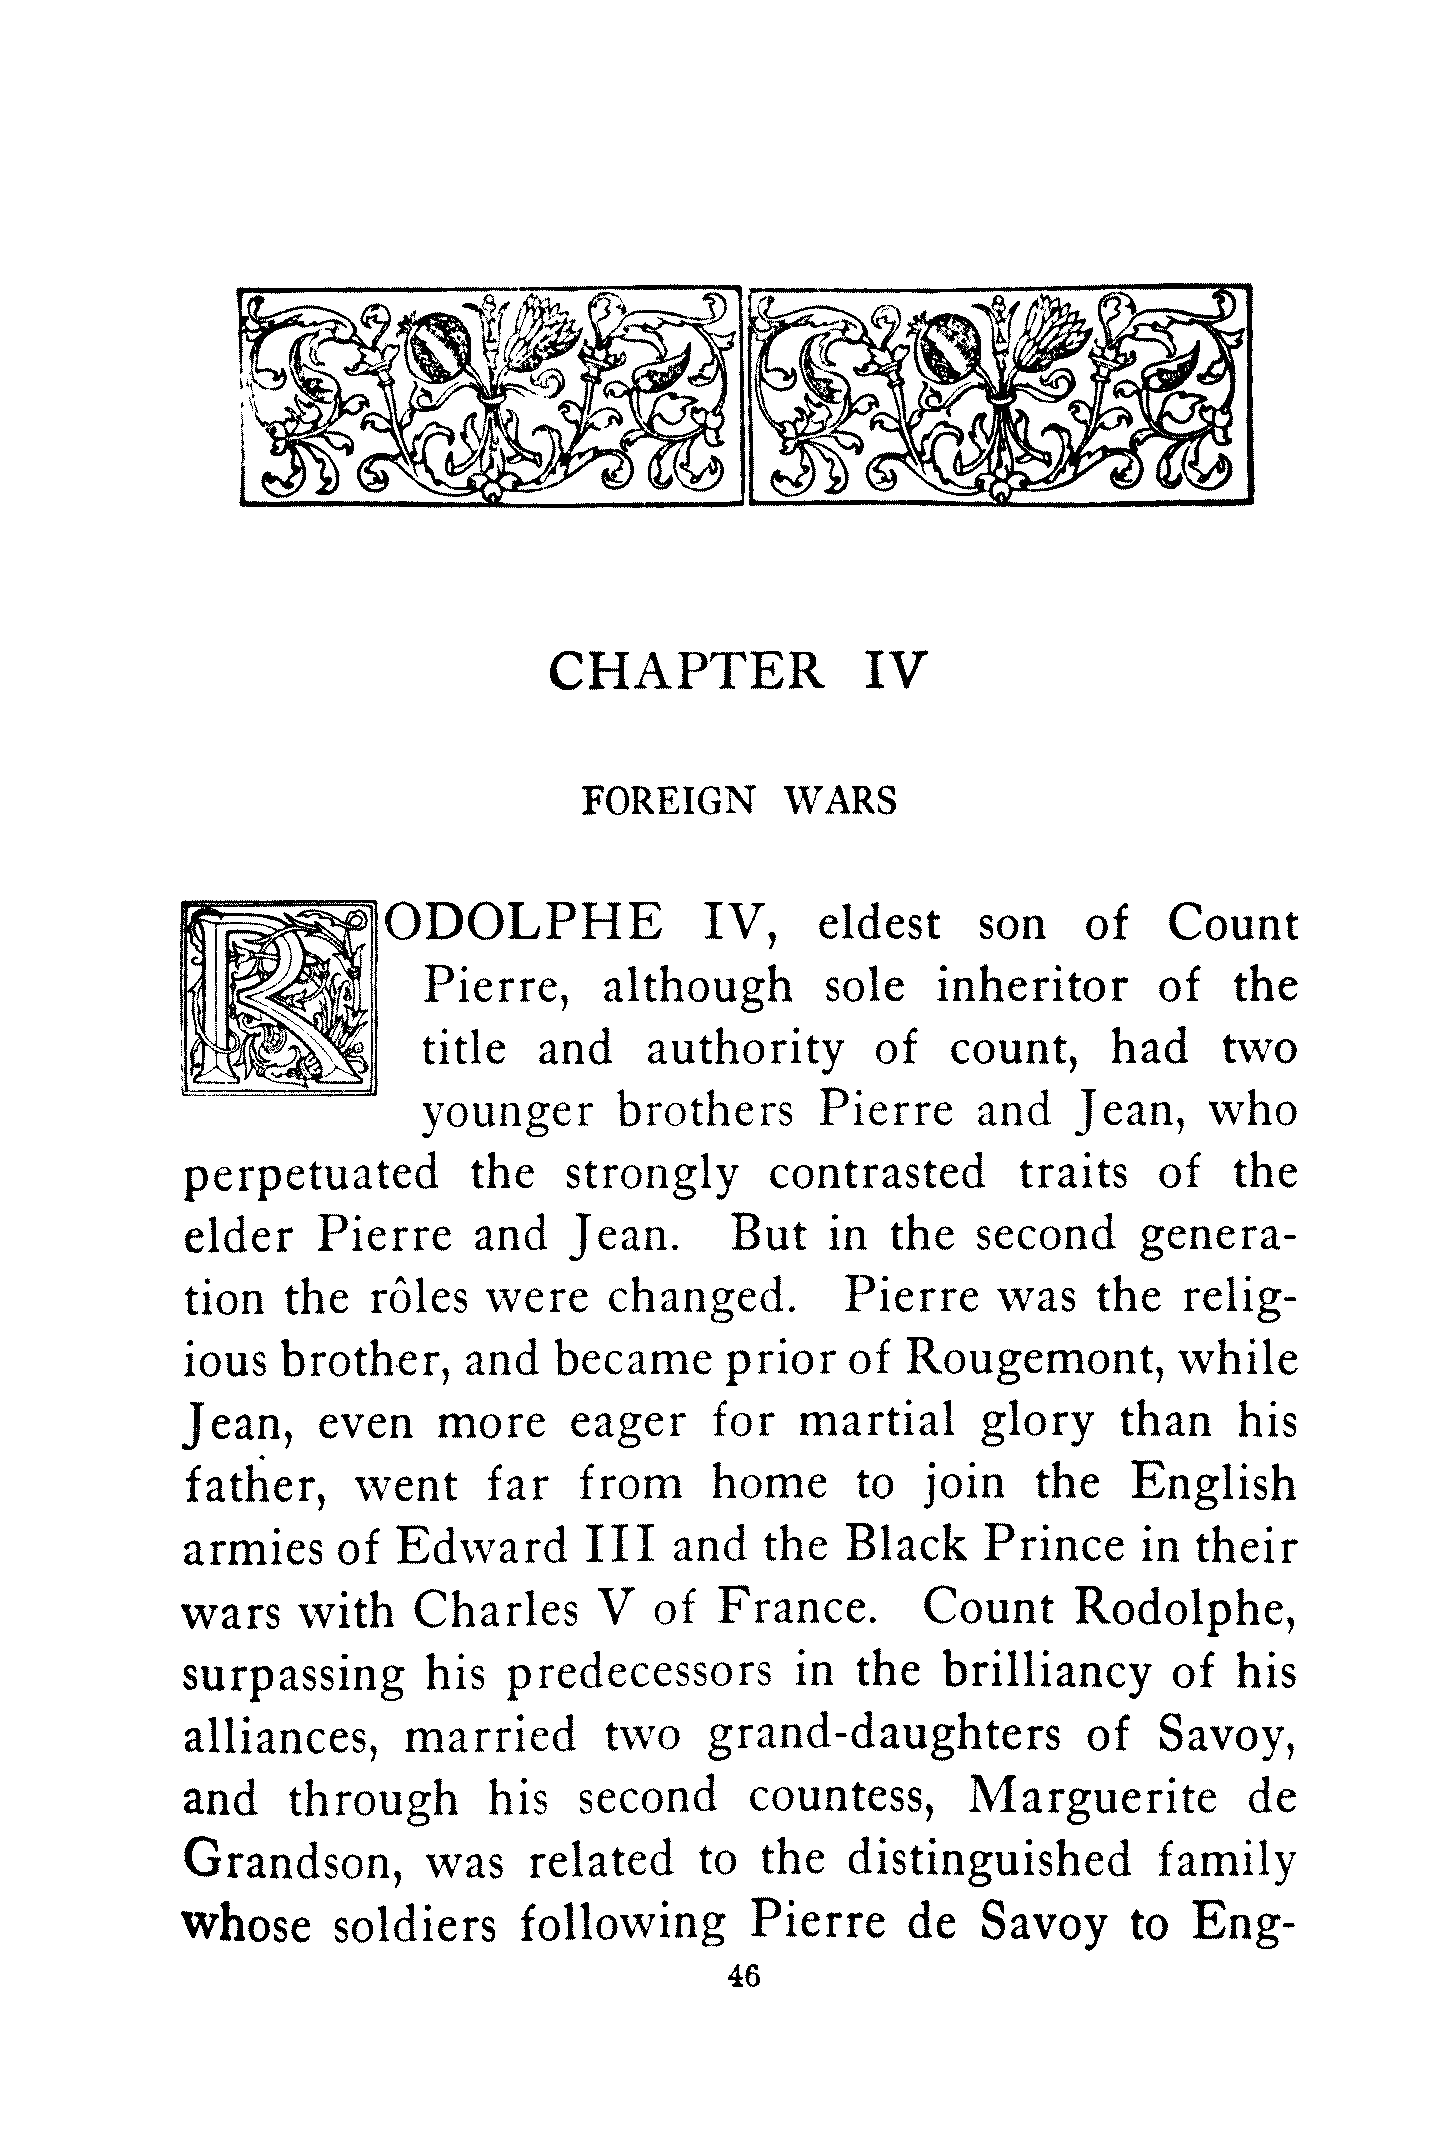 CHAPTER IV
FOREIGN WARS
RODOLPHE IV, eldest son of Count
Pierre, although sole inheritor of the
title and authority of count, had two
younger brothers Pierre and Jean, who
perpetuated the strongly contrasted traits of the
elder Pierre and Jean. But in the second genera-
tion the rôles were changed. Pierre was the relig-
ious brother, and became prior of Rougemont, while
Jean, even more eager for martial glory than his
father, went far from home to join the English
armies of Edward III and the Black Prince in their
wars with Charles V of France. Count Rodolphe,
surpassing his predecessors in the brilliancy of his
alliances, married two grand-daughters of Savoy,
and through his second countess, Marguerite de
Grandson, was related to the distinguished family
whose soldiers following Pierre de Savoy to Eng-
46